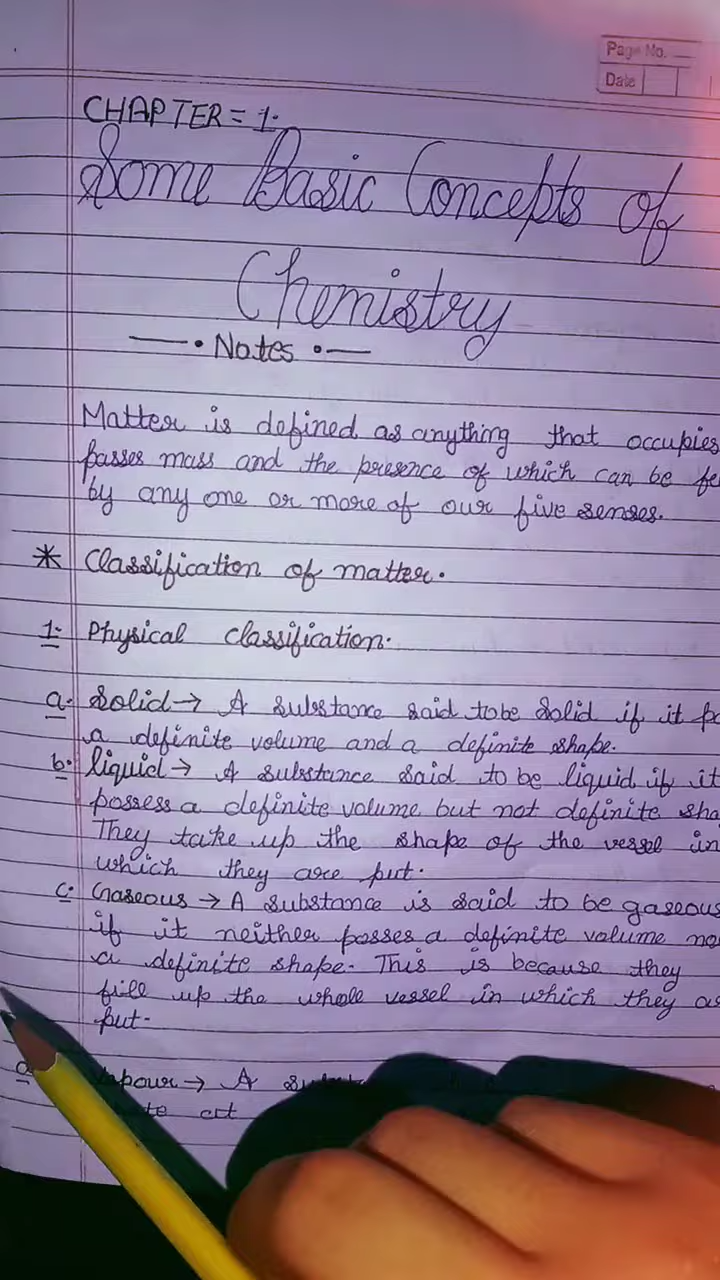 Page No.
Date
CHAPTER = 1:
Some Basic Concepts of
Chemistry
Notes
Matter is defined as anything that occupies
passes mass and the presence of which can be
by any one or more of our five senses.
* Classification of matter.
1. Physical classification.
a. Solid → A substance said tobe Solid if it
a definite volume and a definite shape.
b. liquid → A substance said to be liquid if it
possess a definite volume but not definite
They take up the shape of the vessel in
which they are put.
c. Gaseous → A substance is said to be gaseous
if it neither posses a definite volume
a definite shape. This is because they
fill up the whole vessel in which they
put.
→ A